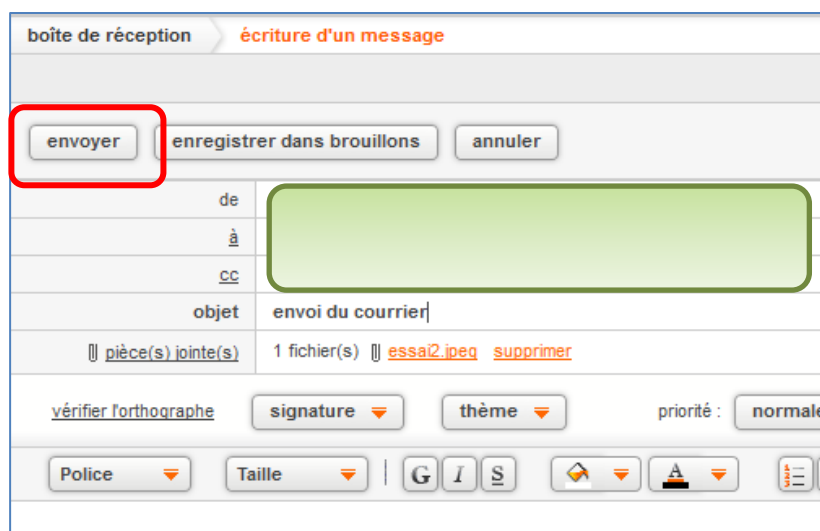 boîte de réception écriture d'un message
envoyer enregistrer dans brouillons annuler
de
à
cc
objet envoi du courrier
pièce(s) jointe(s) 1 fichier(s) essai2.jpeg supprimer
vérifier l'orthographe signature thème priorité : normale
Police Taille G I S A